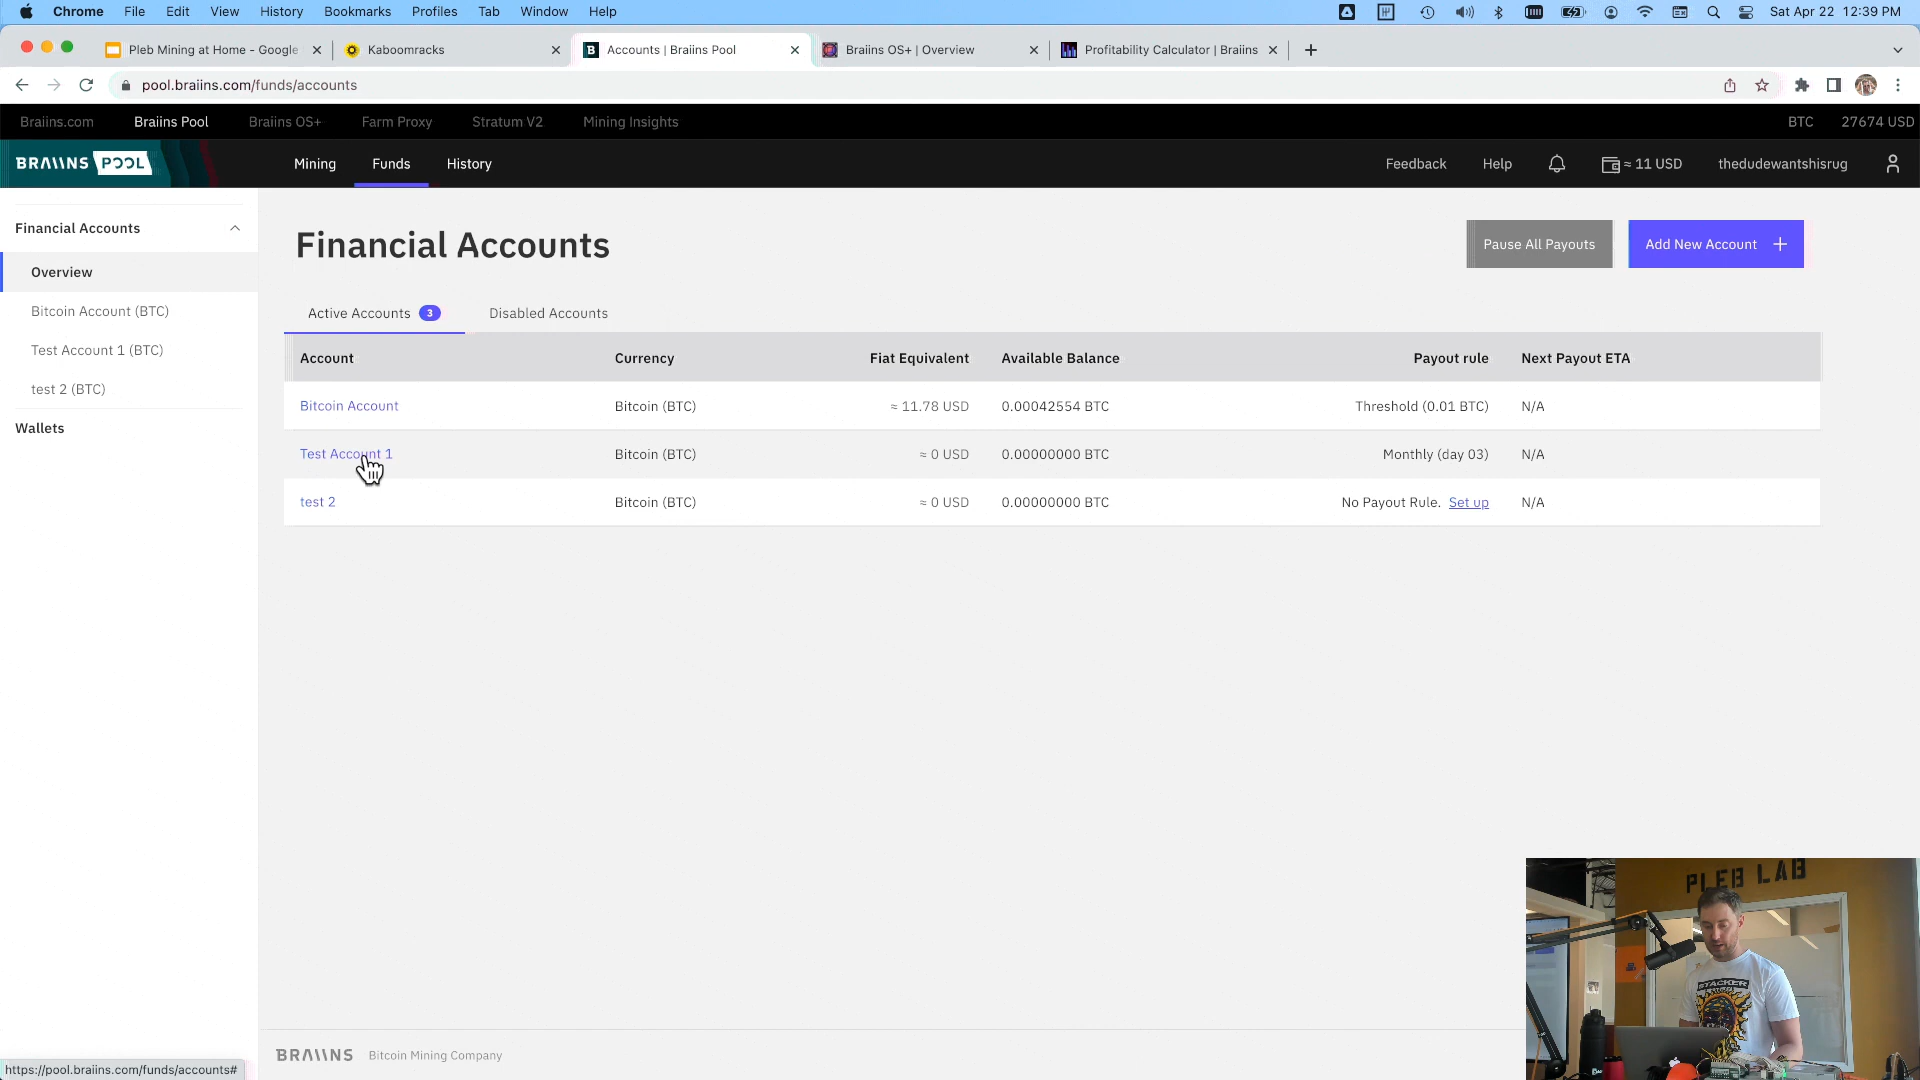 Chrome File Edit View History Bookmarks Profiles Tab Window Help Sat Apr 22 12:39 PM
Pleb Mining at Home - Google Kaboomracks Accounts | Braiins Pool Braiins OS+ | Overview Profitability Calculator | Braiins
pool.braiins.com/funds/accounts
Braiins.com Braiins Pool Braiins OS+ Farm Proxy Stratum V2 Mining Insights BTC 27674 USD
BRAIINS POOL Mining Funds History Feedback Help ≈ 11 USD thedudewantshisrug
Financial Accounts
Overview
Bitcoin Account (BTC)
Test Account 1 (BTC)
test 2 (BTC)
Wallets
Financial Accounts
Pause All Payouts Add New Account +
Active Accounts 3 Disabled Accounts
Account Currency Fiat Equivalent Available Balance Payout rule Next Payout ETA
Bitcoin Account Bitcoin (BTC) ≈ 11.78 USD 0.00042554 BTC Threshold (0.01 BTC) N/A
Test Account 1 Bitcoin (BTC) ≈ 0 USD 0.00000000 BTC Monthly (day 03) N/A
test 2 Bitcoin (BTC) ≈ 0 USD 0.00000000 BTC No Payout Rule. Set up N/A
PLEB LAB
STACKER
BRAIINS Bitcoin Mining Company
https://pool.braiins.com/funds/accounts#